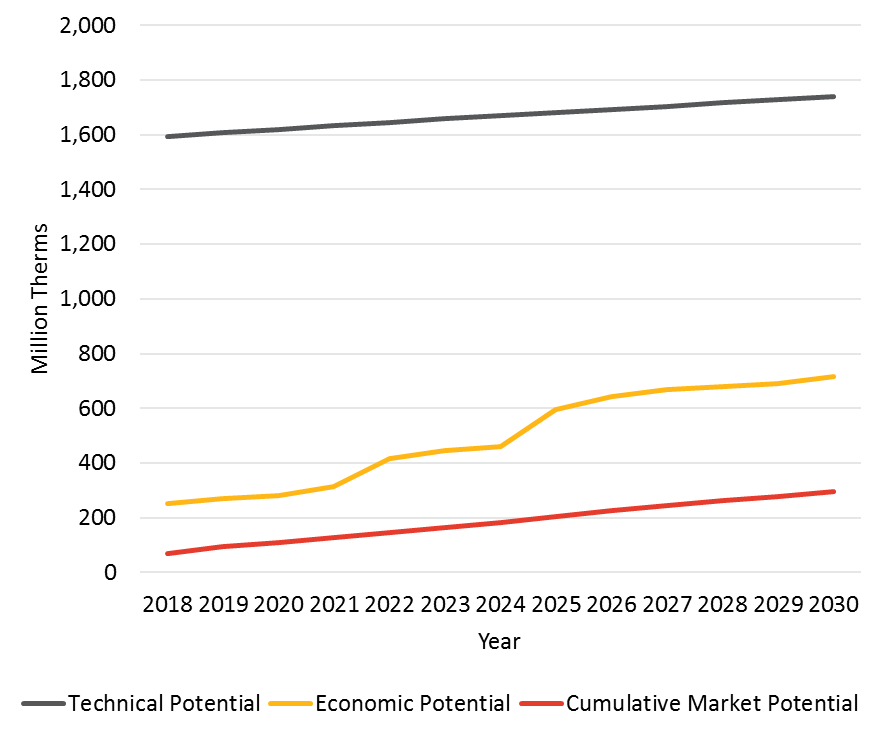 2,000
1,800
1,600
1,400
1,200
1,000
800
600
400
200
0
Million Therms
2018 2019 2020 2021 2022 2023 2024 2025 2026 2027 2028 2029 2030
Year
Technical Potential Economic Potential Cumulative Market Potential